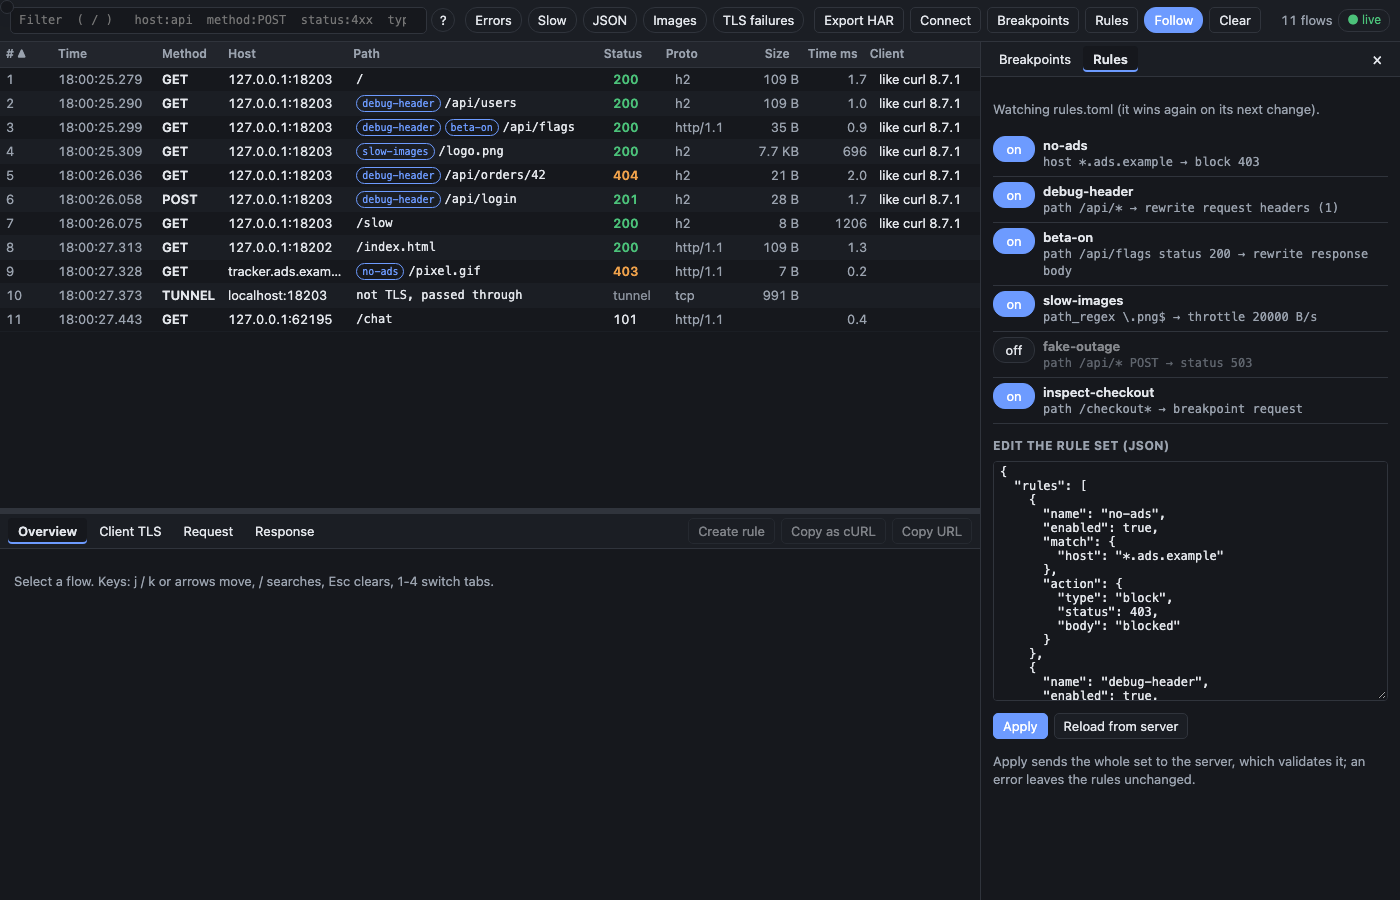 Filter ( / ) host:api method:POST status:4xx typ ? Errors Slow JSON Images TLS failures Export HAR Connect Breakpoints Rules Follow Clear 11 flows live
# ▲ Time Method Host Path Status Proto Size Time ms Client
1 18:00:25.279 GET 127.0.0.1:18203 / 200 h2 109 B 1.7 like curl 8.7.1
2 18:00:25.290 GET 127.0.0.1:18203 debug-header /api/users 200 h2 109 B 1.0 like curl 8.7.1
3 18:00:25.299 GET 127.0.0.1:18203 debug-header beta-on /api/flags 200 http/1.1 35 B 0.9 like curl 8.7.1
4 18:00:25.309 GET 127.0.0.1:18203 slow-images /logo.png 200 h2 7.7 KB 696 like curl 8.7.1
5 18:00:26.036 GET 127.0.0.1:18203 debug-header /api/orders/42 404 h2 21 B 2.0 like curl 8.7.1
6 18:00:26.058 POST 127.0.0.1:18203 debug-header /api/login 201 h2 28 B 1.7 like curl 8.7.1
7 18:00:26.075 GET 127.0.0.1:18203 /slow 200 h2 8 B 1206 like curl 8.7.1
8 18:00:27.313 GET 127.0.0.1:18202 /index.html 200 http/1.1 109 B 1.3
9 18:00:27.328 GET tracker.ads.exam... no-ads /pixel.gif 403 http/1.1 7 B 0.2
10 18:00:27.373 TUNNEL localhost:18203 not TLS, passed through tunnel tcp 991 B
11 18:00:27.443 GET 127.0.0.1:62195 /chat 101 http/1.1 0.4
Overview Client TLS Request Response Create rule Copy as cURL Copy URL
Select a flow. Keys: j / k or arrows move, / searches, Esc clears, 1-4 switch tabs.
Breakpoints Rules ×
Watching rules.toml (it wins again on its next change).
on no-ads
host *.ads.example → block 403
on debug-header
path /api/* → rewrite request headers (1)
on beta-on
path /api/flags status 200 → rewrite response
body
on slow-images
path_regex \.png$ → throttle 20000 B/s
off fake-outage
path /api/* POST → status 503
on inspect-checkout
path /checkout* → breakpoint request
EDIT THE RULE SET (JSON)
{
"rules": [
{
"name": "no-ads",
"enabled": true,
"match": {
"host": "*.ads.example"
},
"action": {
"type": "block",
"status": 403,
"body": "blocked"
}
},
{
"name": "debug-header",
"enabled": true,
Apply Reload from server
Apply sends the whole set to the server, which validates it; an
error leaves the rules unchanged.